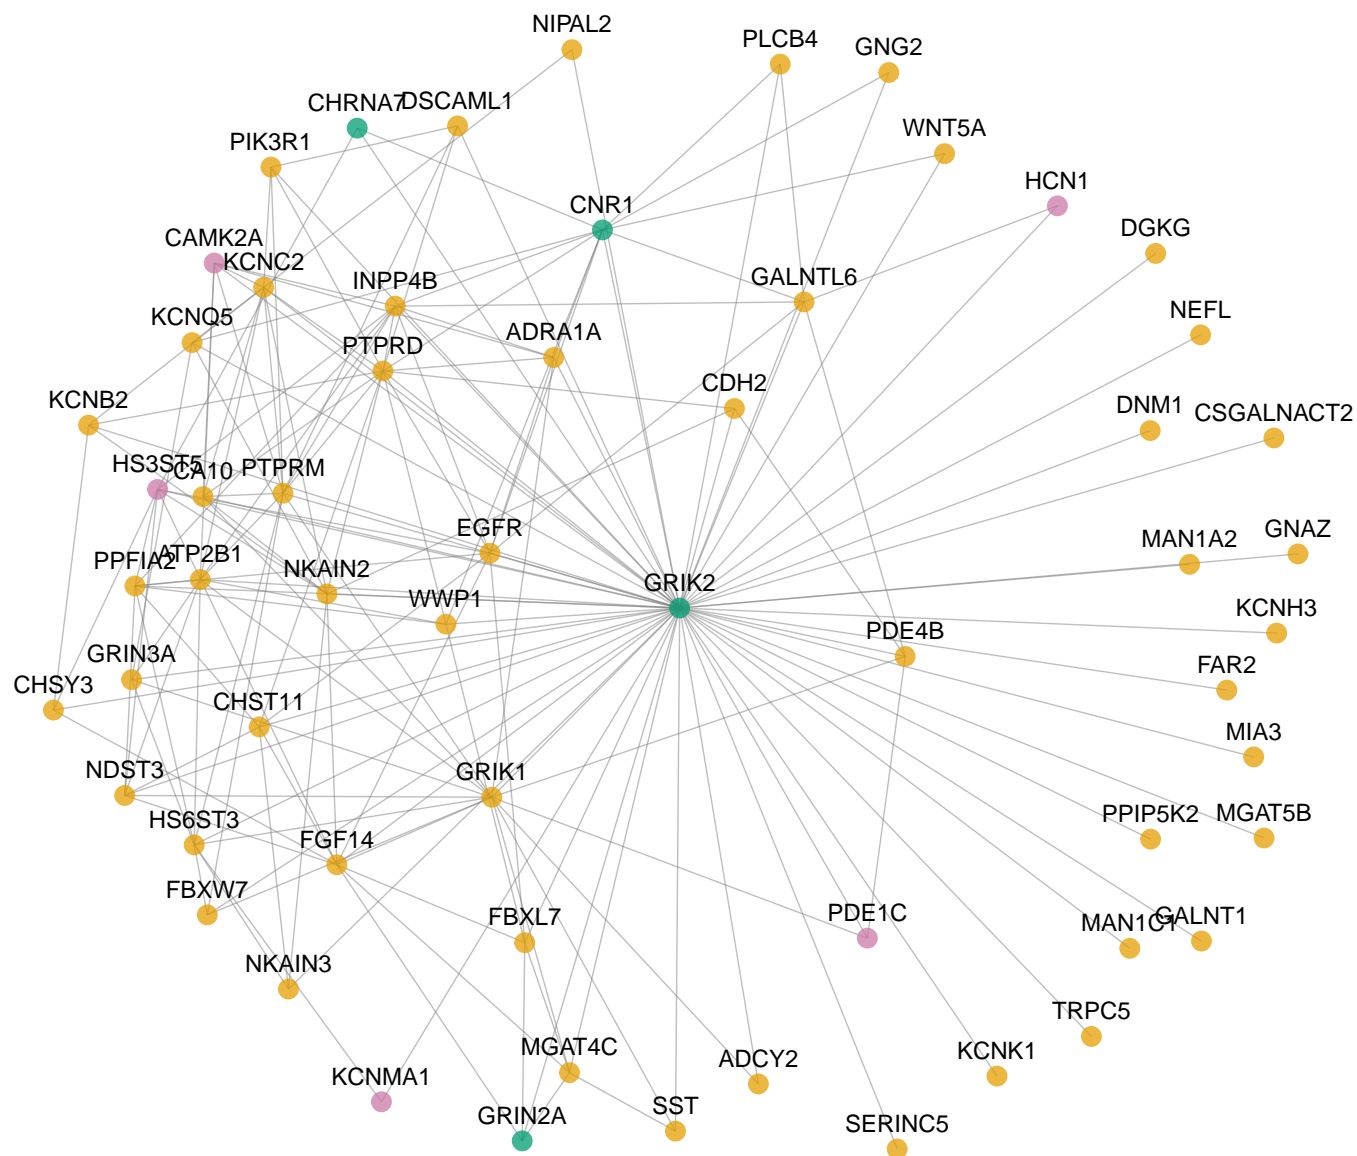 NIPAL2
PLCB4
GNG2
CHRNA7
DSCAML1
WNT5A
PIK3R1
HCN1
CNR1
DGKG
CAMK2A
KCNC2
INPP4B
GALNTL6
NEFL
KCNQ5
ADRA1A
PTPRD
CDH2
KCNB2
DNM1
CSGALNACT2
HS3ST5
CA10
PTPRM
EGFR
MAN1A2
GNAZ
PPFIA2
ATP2B1
NKAIN2
GRIK2
WWP1
KCNH3
PDE4B
GRIN3A
FAR2
CHSY3
CHST11
MIA3
NDST3
GRIK1
PPIP5K2
MGAT5B
HS6ST3
FGF14
FBXW7
FBXL7
PDE1C
MAN1C1
GALNT1
NKAIN3
TRPC5
MGAT4C
ADCY2
KCNK1
KCNMA1
GRIN2A
SST
SERINC5